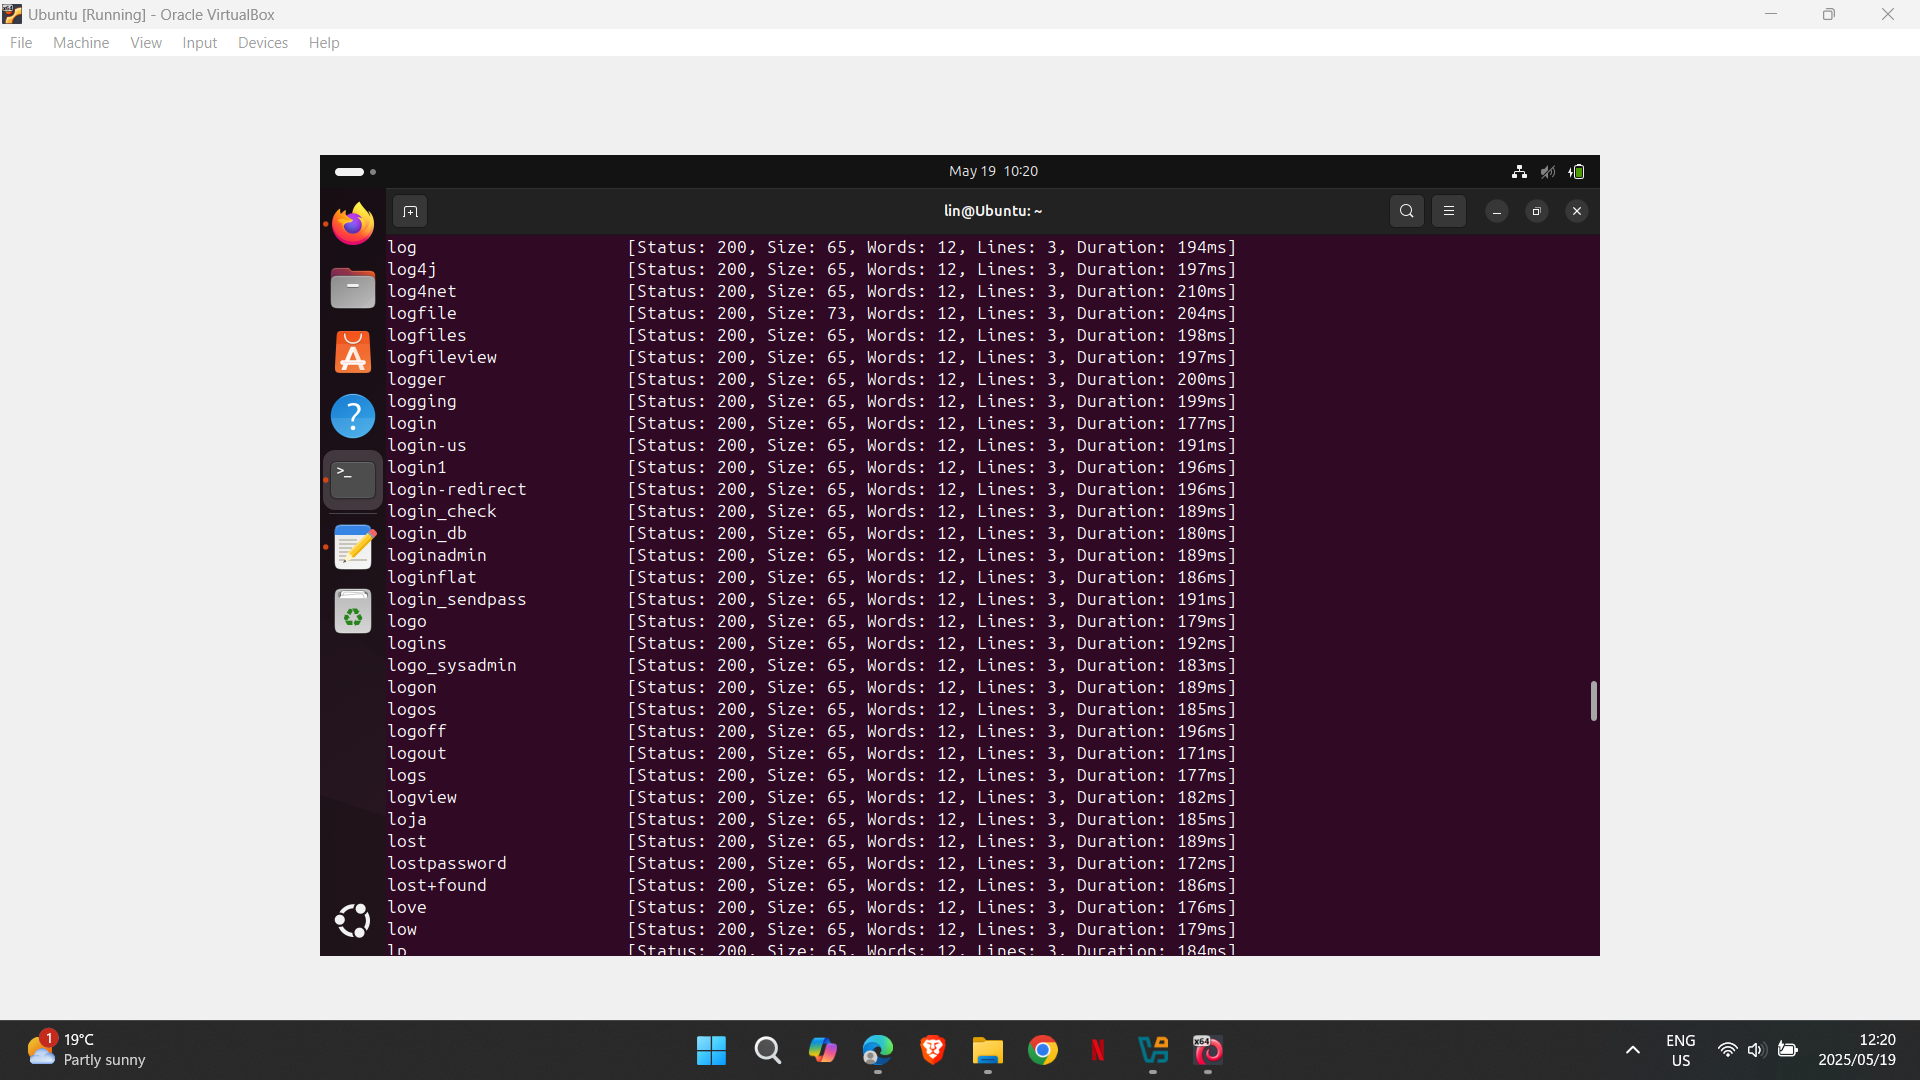 Ubuntu [Running] - Oracle VirtualBox
File Machine View Input Devices Help
May 19 10:20
lin@Ubuntu: ~
log [Status: 200, Size: 65, Words: 12, Lines: 3, Duration: 194ms]
log4j [Status: 200, Size: 65, Words: 12, Lines: 3, Duration: 197ms]
log4net [Status: 200, Size: 65, Words: 12, Lines: 3, Duration: 210ms]
logfile [Status: 200, Size: 73, Words: 12, Lines: 3, Duration: 204ms]
logfiles [Status: 200, Size: 65, Words: 12, Lines: 3, Duration: 198ms]
logfileview [Status: 200, Size: 65, Words: 12, Lines: 3, Duration: 197ms]
logger [Status: 200, Size: 65, Words: 12, Lines: 3, Duration: 200ms]
logging [Status: 200, Size: 65, Words: 12, Lines: 3, Duration: 199ms]
login [Status: 200, Size: 65, Words: 12, Lines: 3, Duration: 177ms]
login-us [Status: 200, Size: 65, Words: 12, Lines: 3, Duration: 191ms]
login1 [Status: 200, Size: 65, Words: 12, Lines: 3, Duration: 196ms]
login-redirect [Status: 200, Size: 65, Words: 12, Lines: 3, Duration: 196ms]
login_check [Status: 200, Size: 65, Words: 12, Lines: 3, Duration: 189ms]
login_db [Status: 200, Size: 65, Words: 12, Lines: 3, Duration: 180ms]
loginadmin [Status: 200, Size: 65, Words: 12, Lines: 3, Duration: 189ms]
loginflat [Status: 200, Size: 65, Words: 12, Lines: 3, Duration: 186ms]
login_sendpass [Status: 200, Size: 65, Words: 12, Lines: 3, Duration: 191ms]
logo [Status: 200, Size: 65, Words: 12, Lines: 3, Duration: 179ms]
logins [Status: 200, Size: 65, Words: 12, Lines: 3, Duration: 192ms]
logo_sysadmin [Status: 200, Size: 65, Words: 12, Lines: 3, Duration: 183ms]
logon [Status: 200, Size: 65, Words: 12, Lines: 3, Duration: 189ms]
logos [Status: 200, Size: 65, Words: 12, Lines: 3, Duration: 185ms]
logoff [Status: 200, Size: 65, Words: 12, Lines: 3, Duration: 196ms]
logout [Status: 200, Size: 65, Words: 12, Lines: 3, Duration: 171ms]
logs [Status: 200, Size: 65, Words: 12, Lines: 3, Duration: 177ms]
logview [Status: 200, Size: 65, Words: 12, Lines: 3, Duration: 182ms]
loja [Status: 200, Size: 65, Words: 12, Lines: 3, Duration: 185ms]
lost [Status: 200, Size: 65, Words: 12, Lines: 3, Duration: 189ms]
lostpassword [Status: 200, Size: 65, Words: 12, Lines: 3, Duration: 172ms]
lost+found [Status: 200, Size: 65, Words: 12, Lines: 3, Duration: 186ms]
love [Status: 200, Size: 65, Words: 12, Lines: 3, Duration: 176ms]
low [Status: 200, Size: 65, Words: 12, Lines: 3, Duration: 179ms]
lp [Status: 200, Size: 65, Words: 12, Lines: 3, Duration: 184ms]
1
19°C
Partly sunny
x64
ENG
US
12:20
2025/05/19